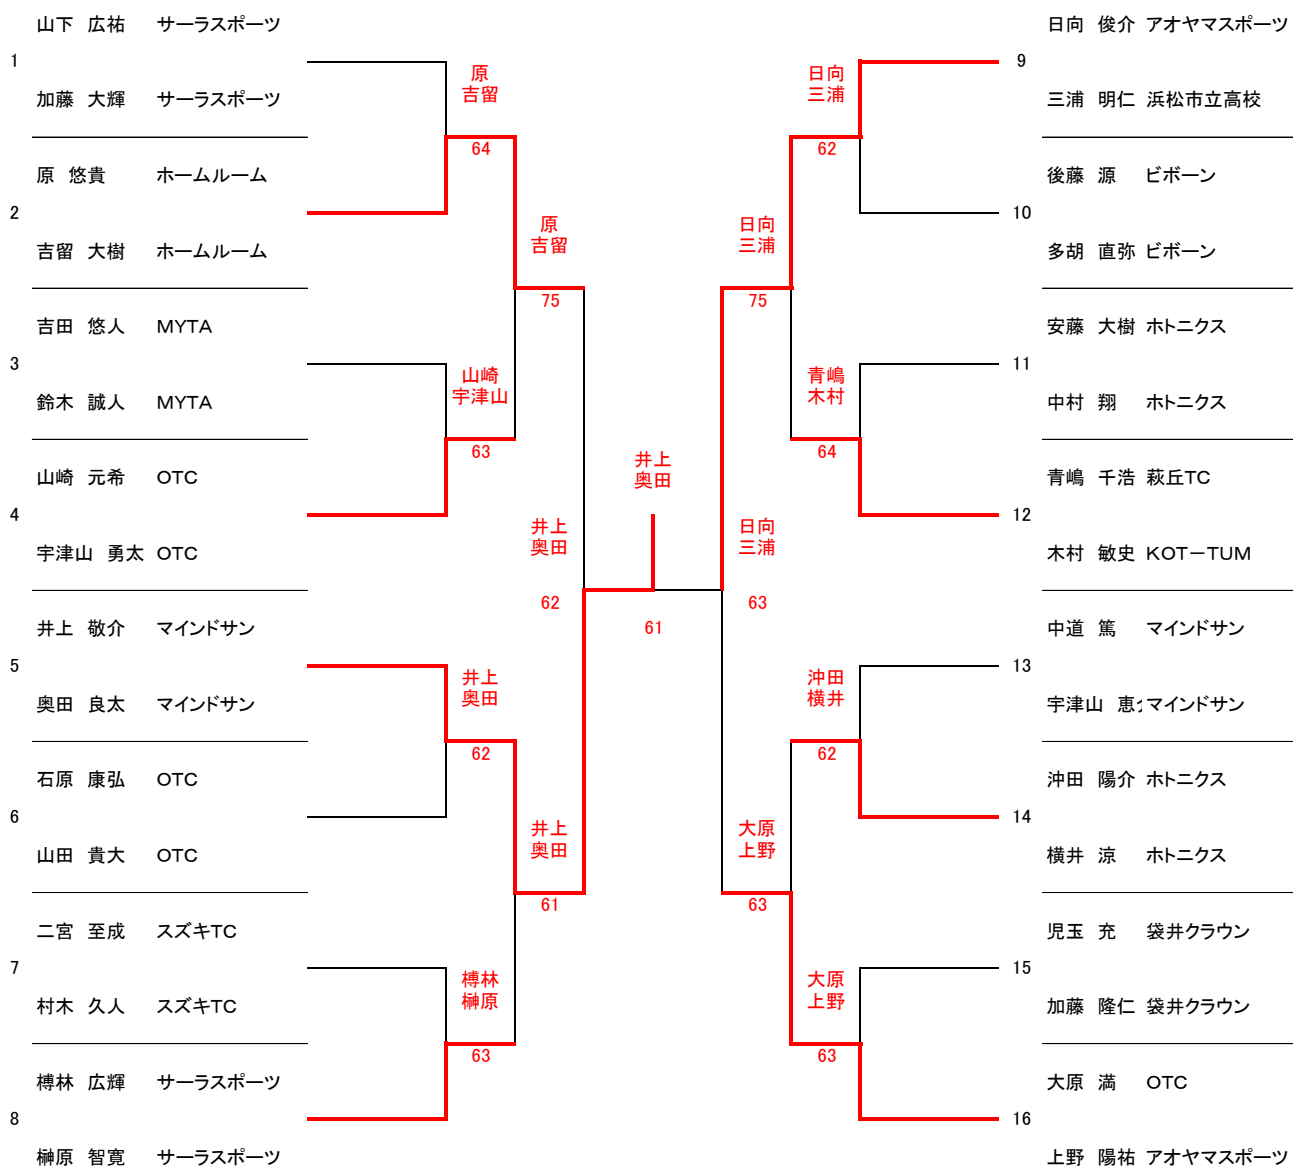 山下 広祐 サーラスポーツ
1
加藤 大輝 サーラスポーツ
原 悠貴 ホームルーム
2
吉留 大樹 ホームルーム
吉田 悠人 MYTA
3
鈴木 誠人 MYTA
山崎 元希 OTC
4
宇津山 勇太 OTC
井上 敬介 マインドサン
5
奥田 良太 マインドサン
石原 康弘 OTC
6
山田 貴大 OTC
二宮 至成 スズキTC
7
村木 久人 スズキTC
榑林 広輝 サーラスポーツ
8
榊原 智寛 サーラスポーツ
原
吉留
64
山崎
宇津山
63
井上
奥田
62
榑林
榊原
63
原
吉留
75
井上
奥田
61
井上
奥田
62
井上
奥田
61
日向
三浦
63
日向
三浦
75
大原
上野
63
日向
三浦
62
青嶋
木村
64
沖田
横井
62
大原
上野
63
日向 俊介 アオヤマスポーツ
9
三浦 明仁 浜松市立高校
後藤 源 ビボーン
10
多胡 直弥 ビボーン
安藤 大樹 ホトニクス
11
中村 翔 ホトニクス
青嶋 千浩 萩丘TC
12
木村 敏史 KOT－TUM
中道 篤 マインドサン
13
宇津山 恵 マインドサン
沖田 陽介 ホトニクス
14
横井 涼 ホトニクス
児玉 充 袋井クラウン
15
加藤 隆仁 袋井クラウン
大原 満 OTC
16
上野 陽祐 アオヤマスポーツ